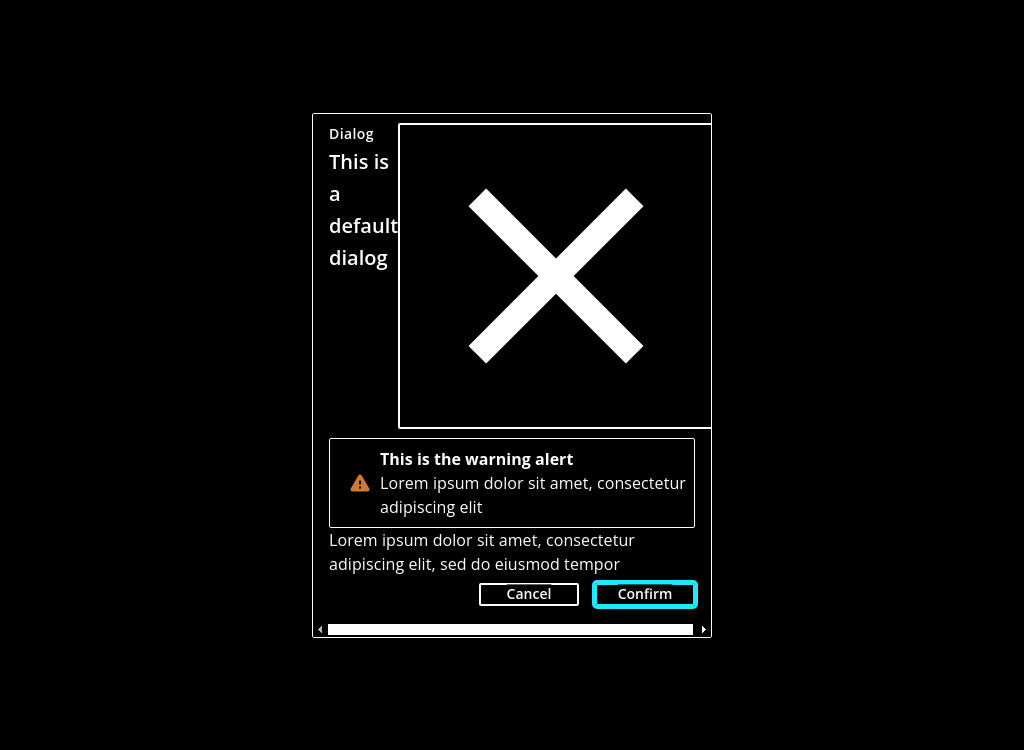 Dialog
This is
a
default
dialog
This is the warning alert
Lorem ipsum dolor sit amet, consectetur
adipiscing elit
Lorem ipsum dolor sit amet, consectetur
adipiscing elit, sed do eiusmod tempor
Cancel
Confirm